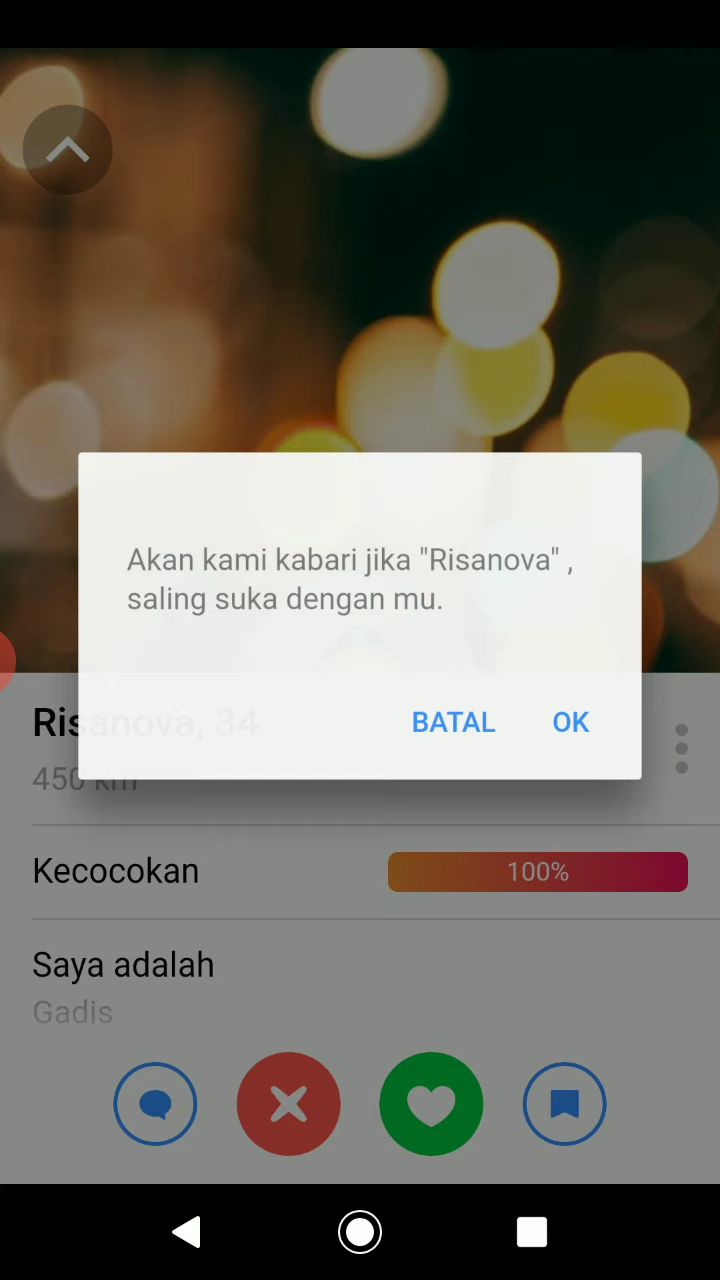 Akan kami kabari jika "Risanova" ,
saling suka dengan mu.
BATAL OK
Risanova, 34
450 km
Kecocokan 100%
Saya adalah
Gadis